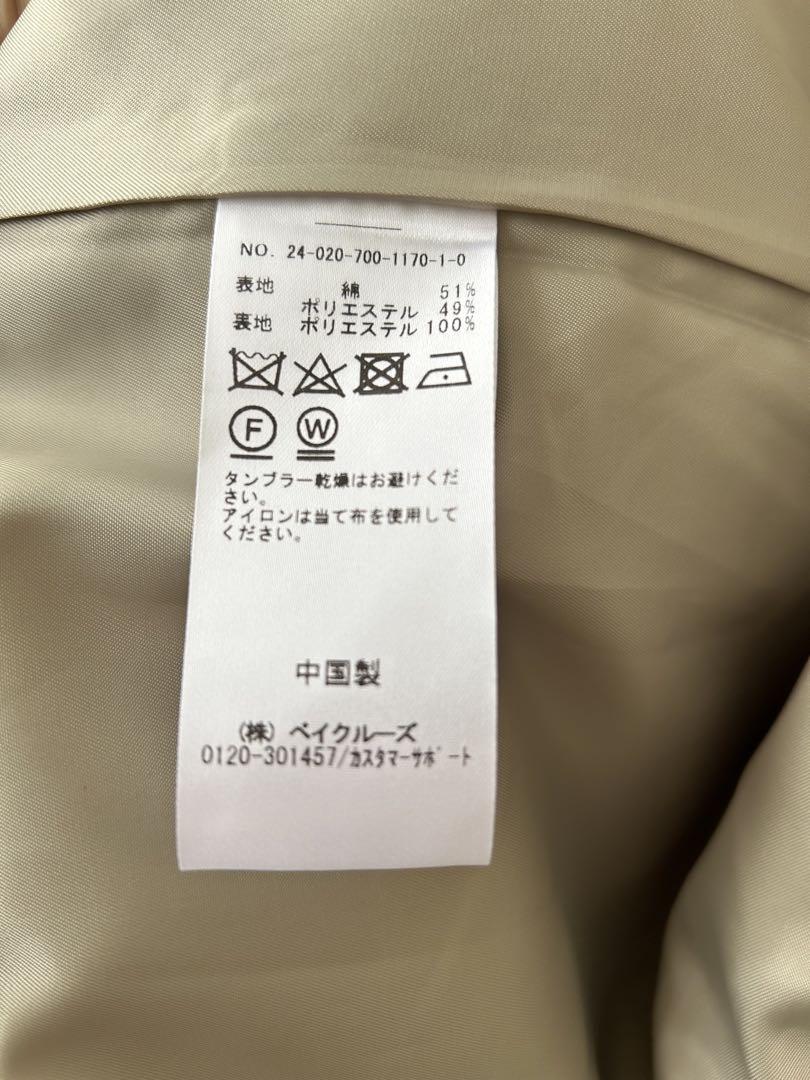 NO. 24-020-700-1170-1-0
表地 綿 51%
ポリエステル 49%
裏地 ポリエステル 100%
F W
タンブラー乾燥はお避けくだ
さい。
アイロンは当て布を使用して
ください。
中国製
(株) ベイクルーズ
0120-301457/ｶｽﾀﾏｰｻﾎﾟｰﾄ